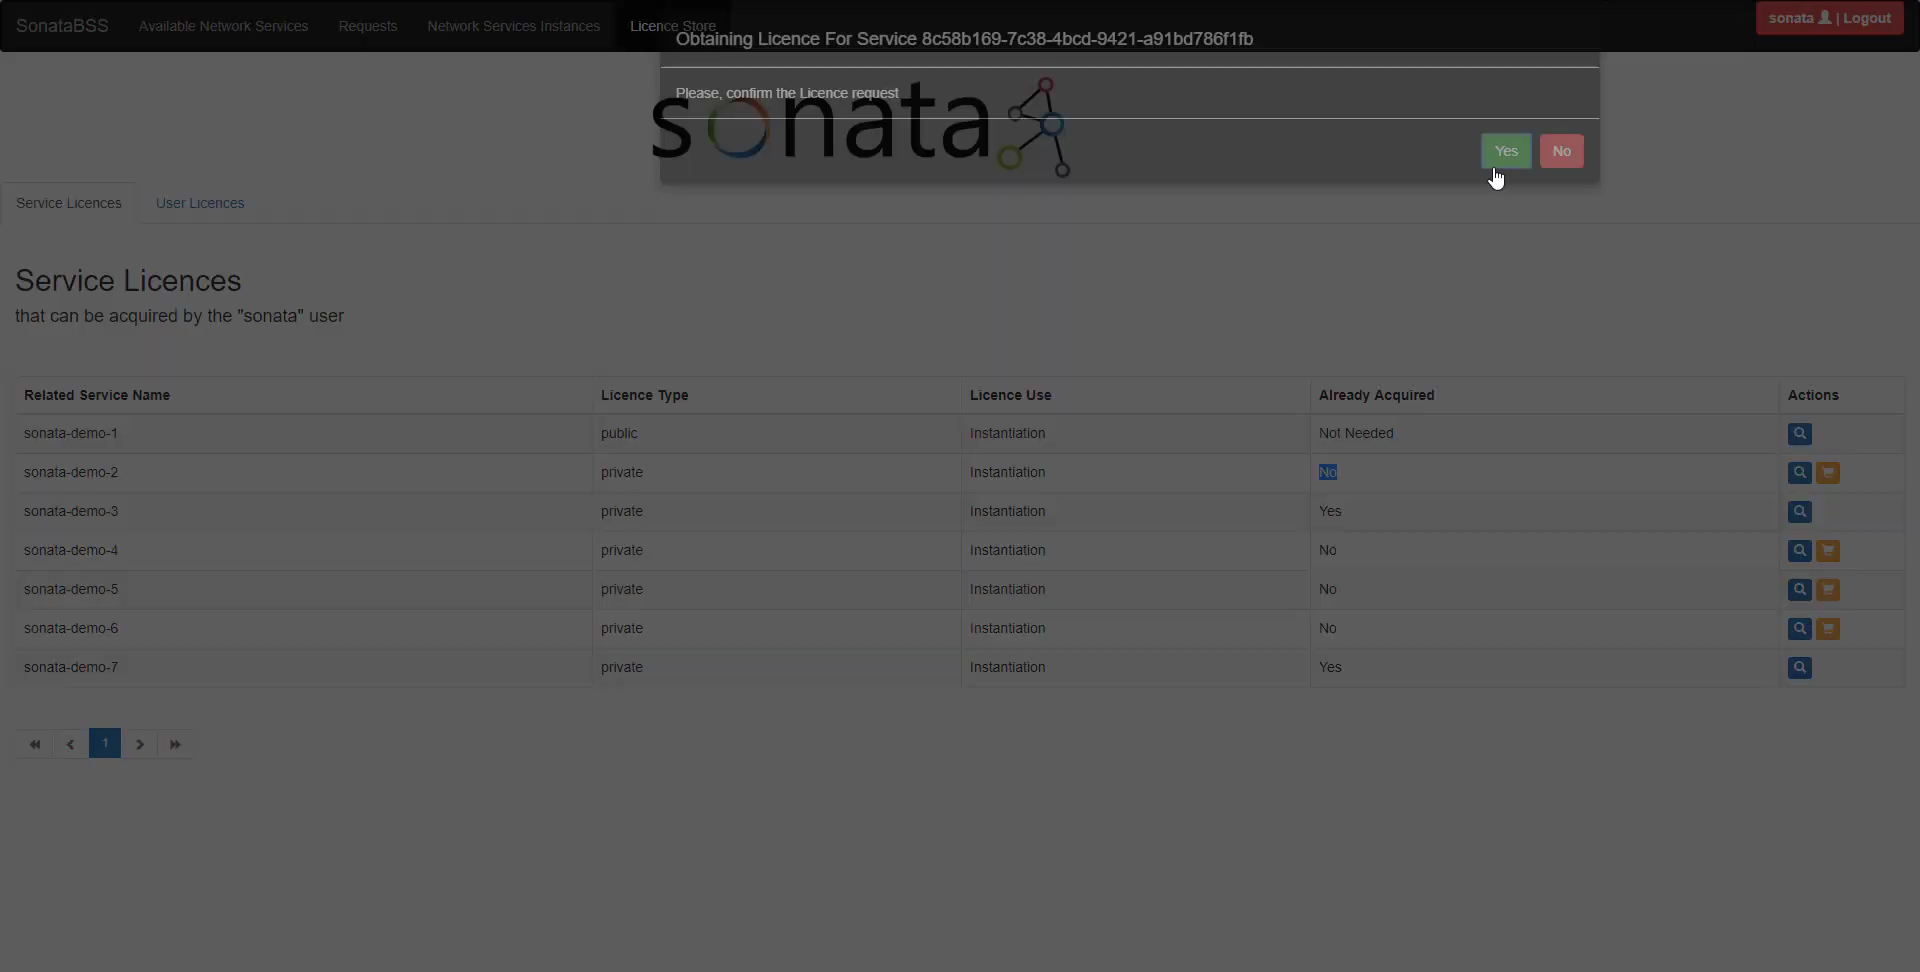 SonataBSS Available Network Services Requests Network Services Instances Licence Store sonata | Logout
Obtaining Licence For Service 8c58b169-7c38-4bcd-9421-a91bd786f1fb
Please, confirm the Licence request
sonata
Yes No
Service Licences User Licences
Service Licences
that can be acquired by the "sonata" user
Related Service Name Licence Type Licence Use Already Acquired Actions
sonata-demo-1 public Instantiation Not Needed
sonata-demo-2 private Instantiation No
sonata-demo-3 private Instantiation Yes
sonata-demo-4 private Instantiation No
sonata-demo-5 private Instantiation No
sonata-demo-6 private Instantiation No
sonata-demo-7 private Instantiation Yes
1